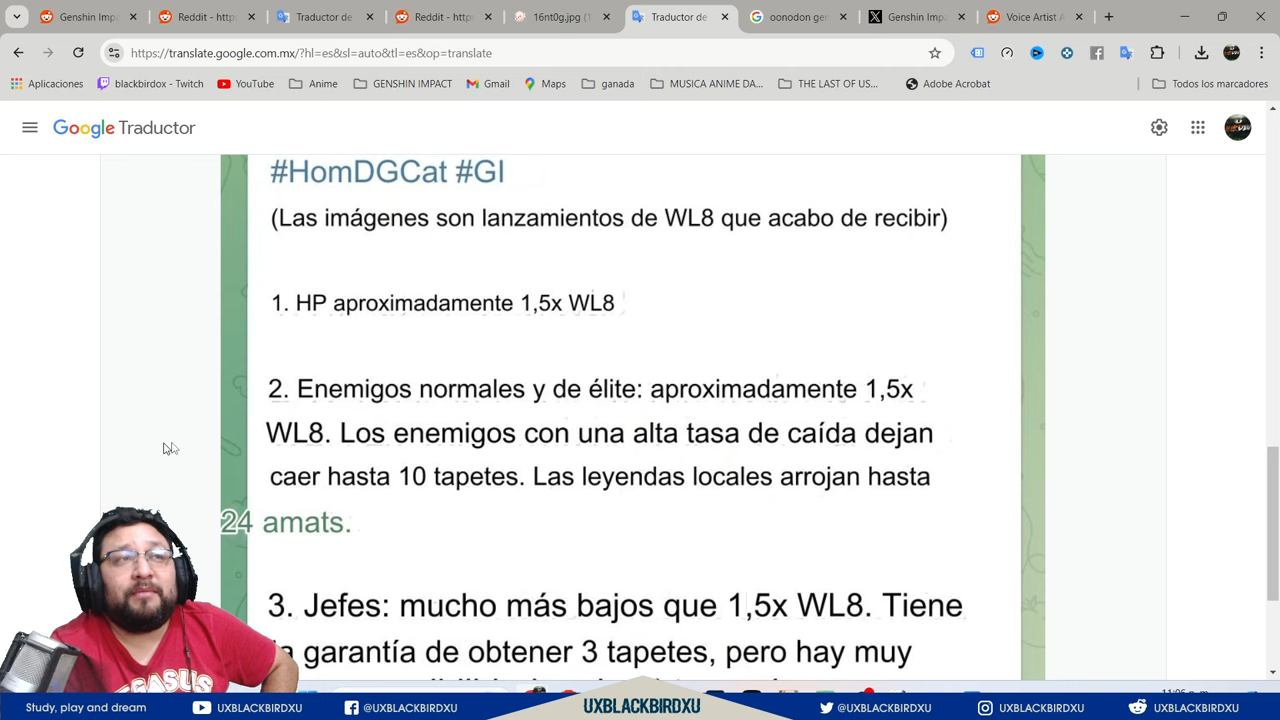 Genshin Imp
Reddit - http
Traductor de
Reddit - http
16nt0g.jpg (1
Traductor de
oonodon gen
Genshin Impa
Voice Artist A
https://translate.google.com.mx/?hl=es&sl=auto&tl=es&op=translate
Aplicaciones
blackbirdox - Twitch
YouTube
Anime
GENSHIN IMPACT
Gmail
Maps
ganada
MUSICA ANIME DA...
THE LAST OF US...
Adobe Acrobat
Todos los marcadores
Google Traductor
#HomDGCat #GI
(Las imágenes son lanzamientos de WL8 que acabo de recibir)
1. HP aproximadamente 1,5x WL8
2. Enemigos normales y de élite: aproximadamente 1,5x
WL8. Los enemigos con una alta tasa de caída dejan
caer hasta 10 tapetes. Las leyendas locales arrojan hasta
24 amats.
3. Jefes: mucho más bajos que 1,5x WL8. Tiene
garantía de obtener 3 tapetes, pero hay muy
Study, play and dream
UXBLACKBIRDXU
@UXBLACKBIRDXU
UXBLACKBIRDXU
@UXBLACKBIRDXU
UXBLACKBIRDXU
UXBLACKBIRDXU